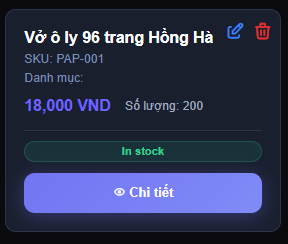 Vở ô ly 96 trang Hồng Hà
SKU: PAP-001
Danh mục:
18,000 VND Số lượng: 200
In stock
Chi tiết